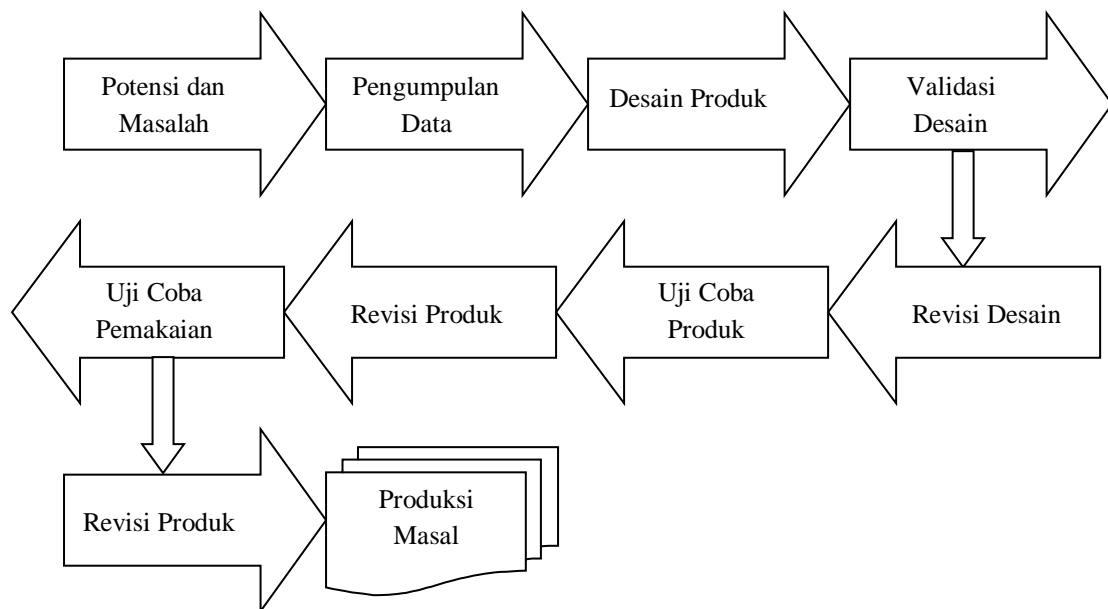 Potensi dan
Masalah
Pengumpulan
Data
Desain Produk
Validasi
Desain
Revisi Desain
Uji Coba
Produk
Revisi Produk
Uji Coba
Pemakaian
Revisi Produk
Produksi
Masal